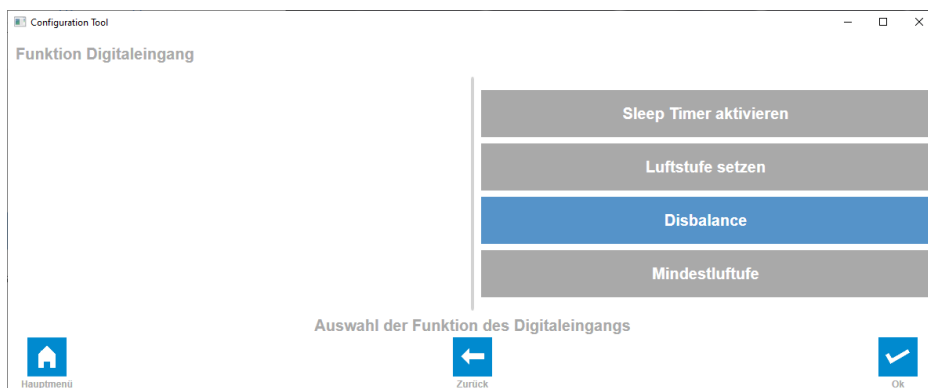 Configuration Tool
Funktion Digitaleingang
Sleep Timer aktivieren
Luftstufe setzen
Disbalance
Mindestluftufe
Auswahl der Funktion des Digitaleingangs
Hauptmenü
Zurück
Ok